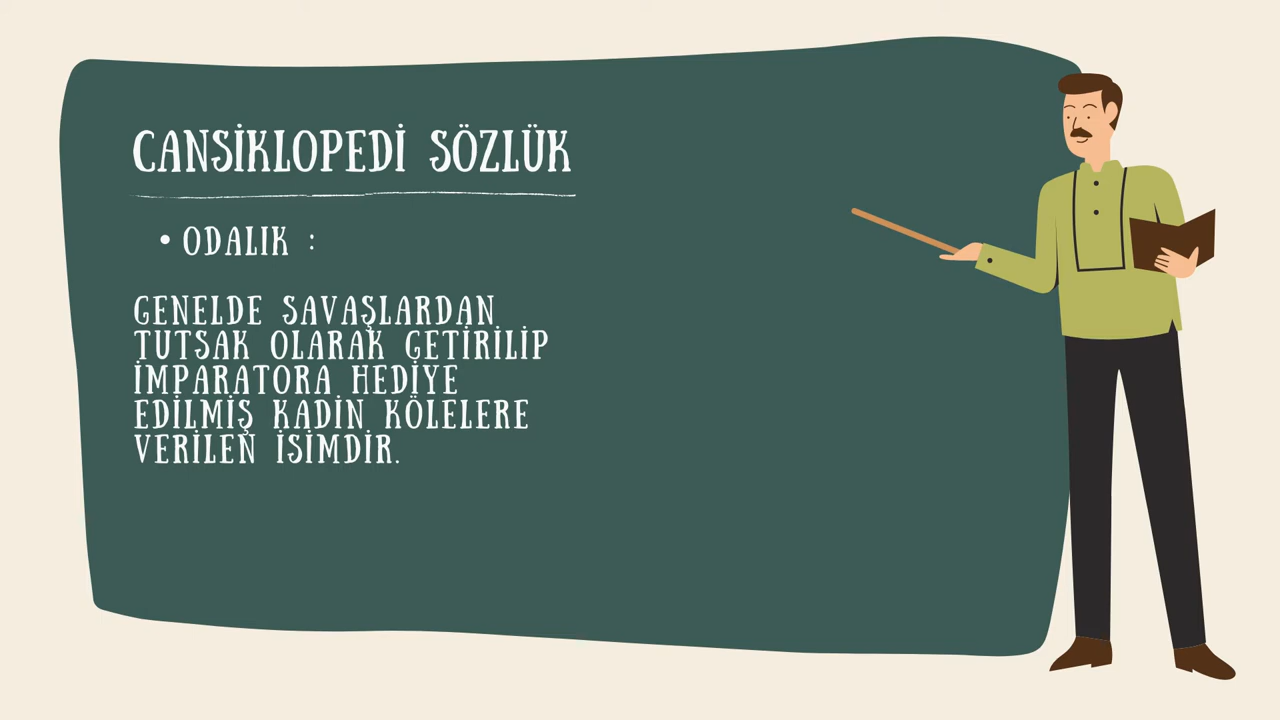 CANSİKLOPEDİ SÖZLÜK
• ODALIK :
GENELDE SAVAŞLARDAN
TUTSAK OLARAK GETİRİLİP
İMPARATORA HEDİYE
EDİLMİŞ KADIN KÖLELERE
VERİLEN İSİMDİR.